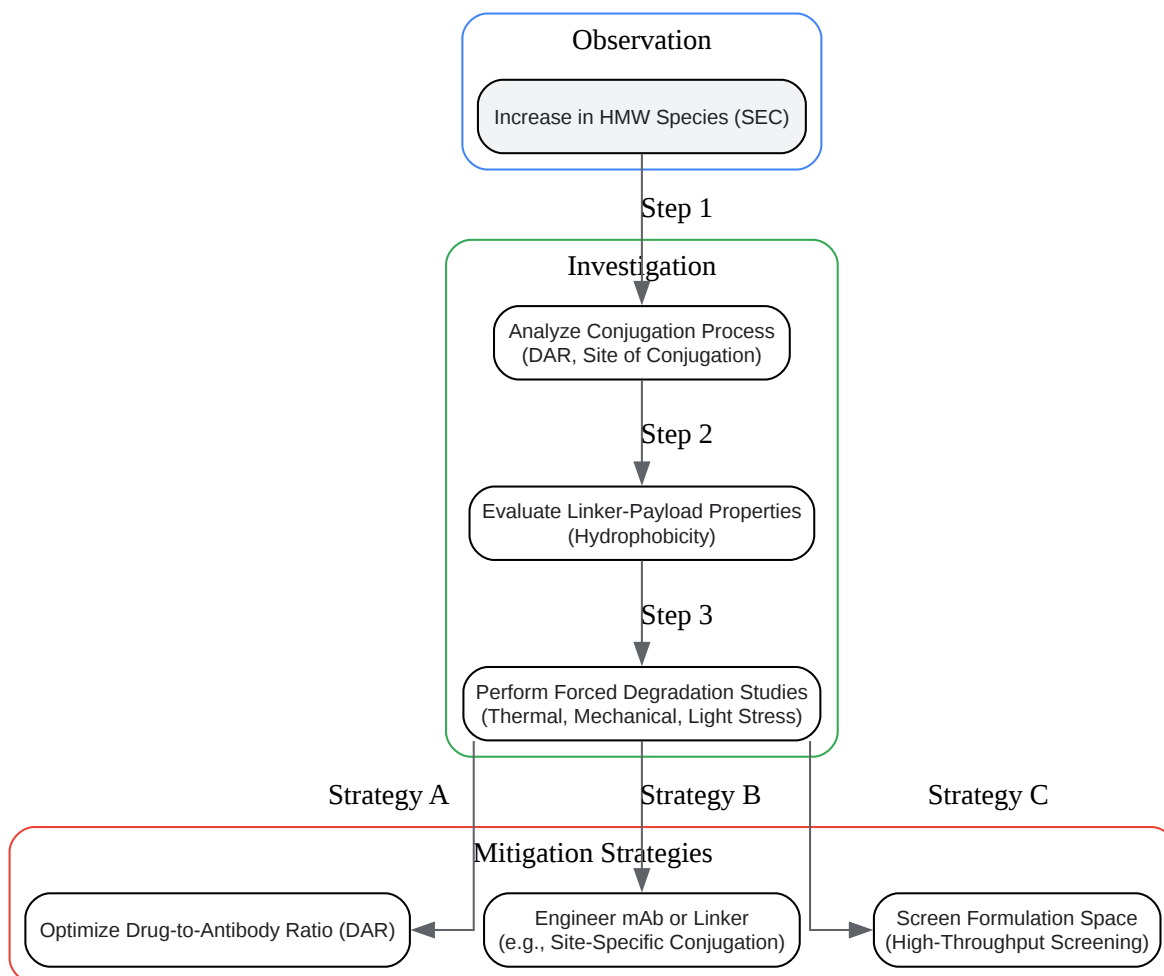 Observation
Increase in HMW Species (SEC)
Step 1
Investigation
Analyze Conjugation Process
(DAR, Site of Conjugation)
Step 2
Evaluate Linker-Payload Properties
(Hydrophobicity)
Step 3
Perform Forced Degradation Studies
(Thermal, Mechanical, Light Stress)
Strategy A
Strategy B
Strategy C
Mitigation Strategies
Optimize Drug-to-Antibody Ratio (DAR)
Engineer mAb or Linker
(e.g., Site-Specific Conjugation)
Screen Formulation Space
(High-Throughput Screening)